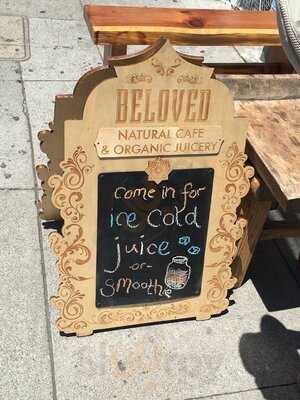 BELOVED
NATURAL CAFE
& ORGANIC JUICERY
come in for
ice cold
juice
-or-
smoothie